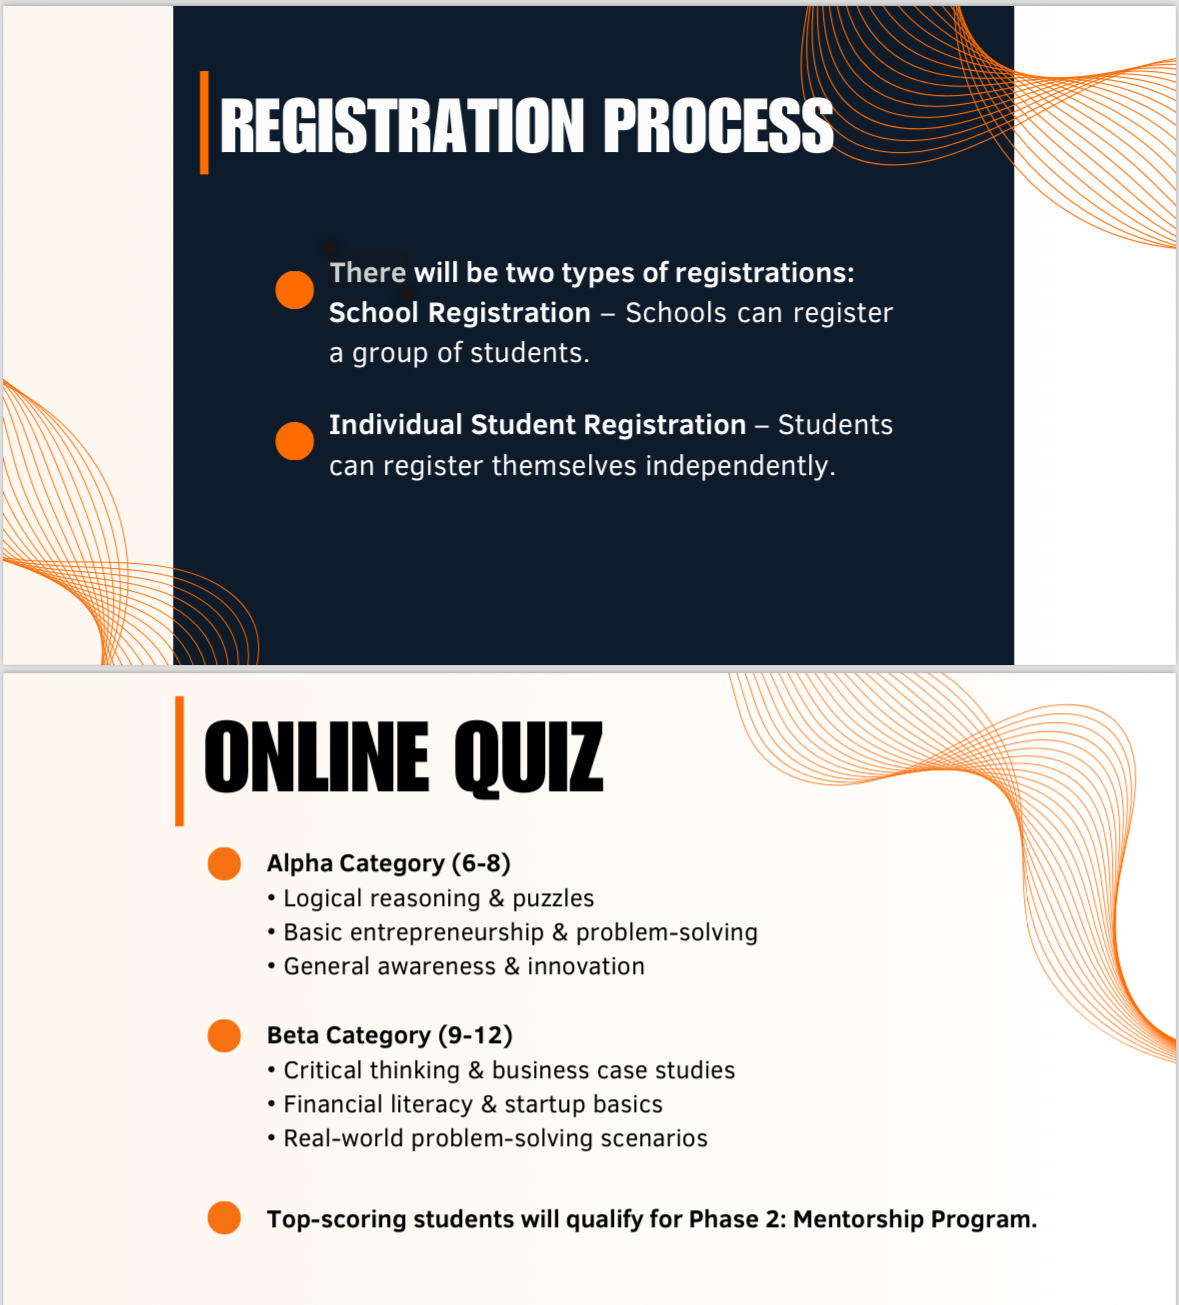 REGISTRATION PROCESS
There will be two types of registrations:
School Registration – Schools can register
a group of students.
Individual Student Registration – Students
can register themselves independently.
ONLINE QUIZ
Alpha Category (6-8)
• Logical reasoning & puzzles
• Basic entrepreneurship & problem-solving
• General awareness & innovation
Beta Category (9-12)
• Critical thinking & business case studies
• Financial literacy & startup basics
• Real-world problem-solving scenarios
Top-scoring students will qualify for Phase 2: Mentorship Program.